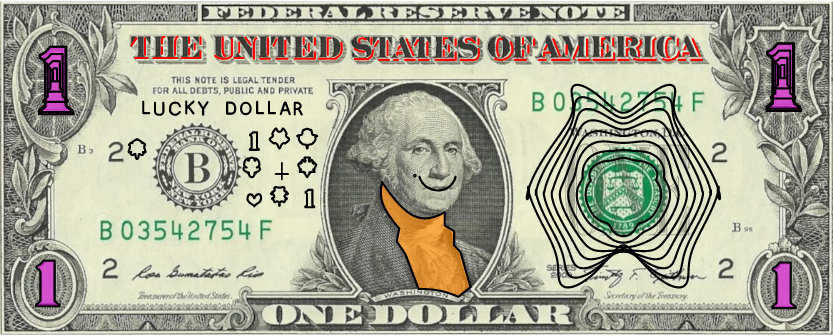 FEDERAL RESERVE NOTE
THE UNITED STATES OF AMERICA
1
1
THIS NOTE IS LEGAL TENDER
FOR ALL DEBTS, PUBLIC AND PRIVATE
LUCKY DOLLAR
1
1
B
2
2
B 03542754 F
WASHINGTON, D.C.
B 03542754 F
2
2
SERIES
Treasurer of the United States.
Secretary of the Treasury.
WASHINGTON
1
1
ONE DOLLAR